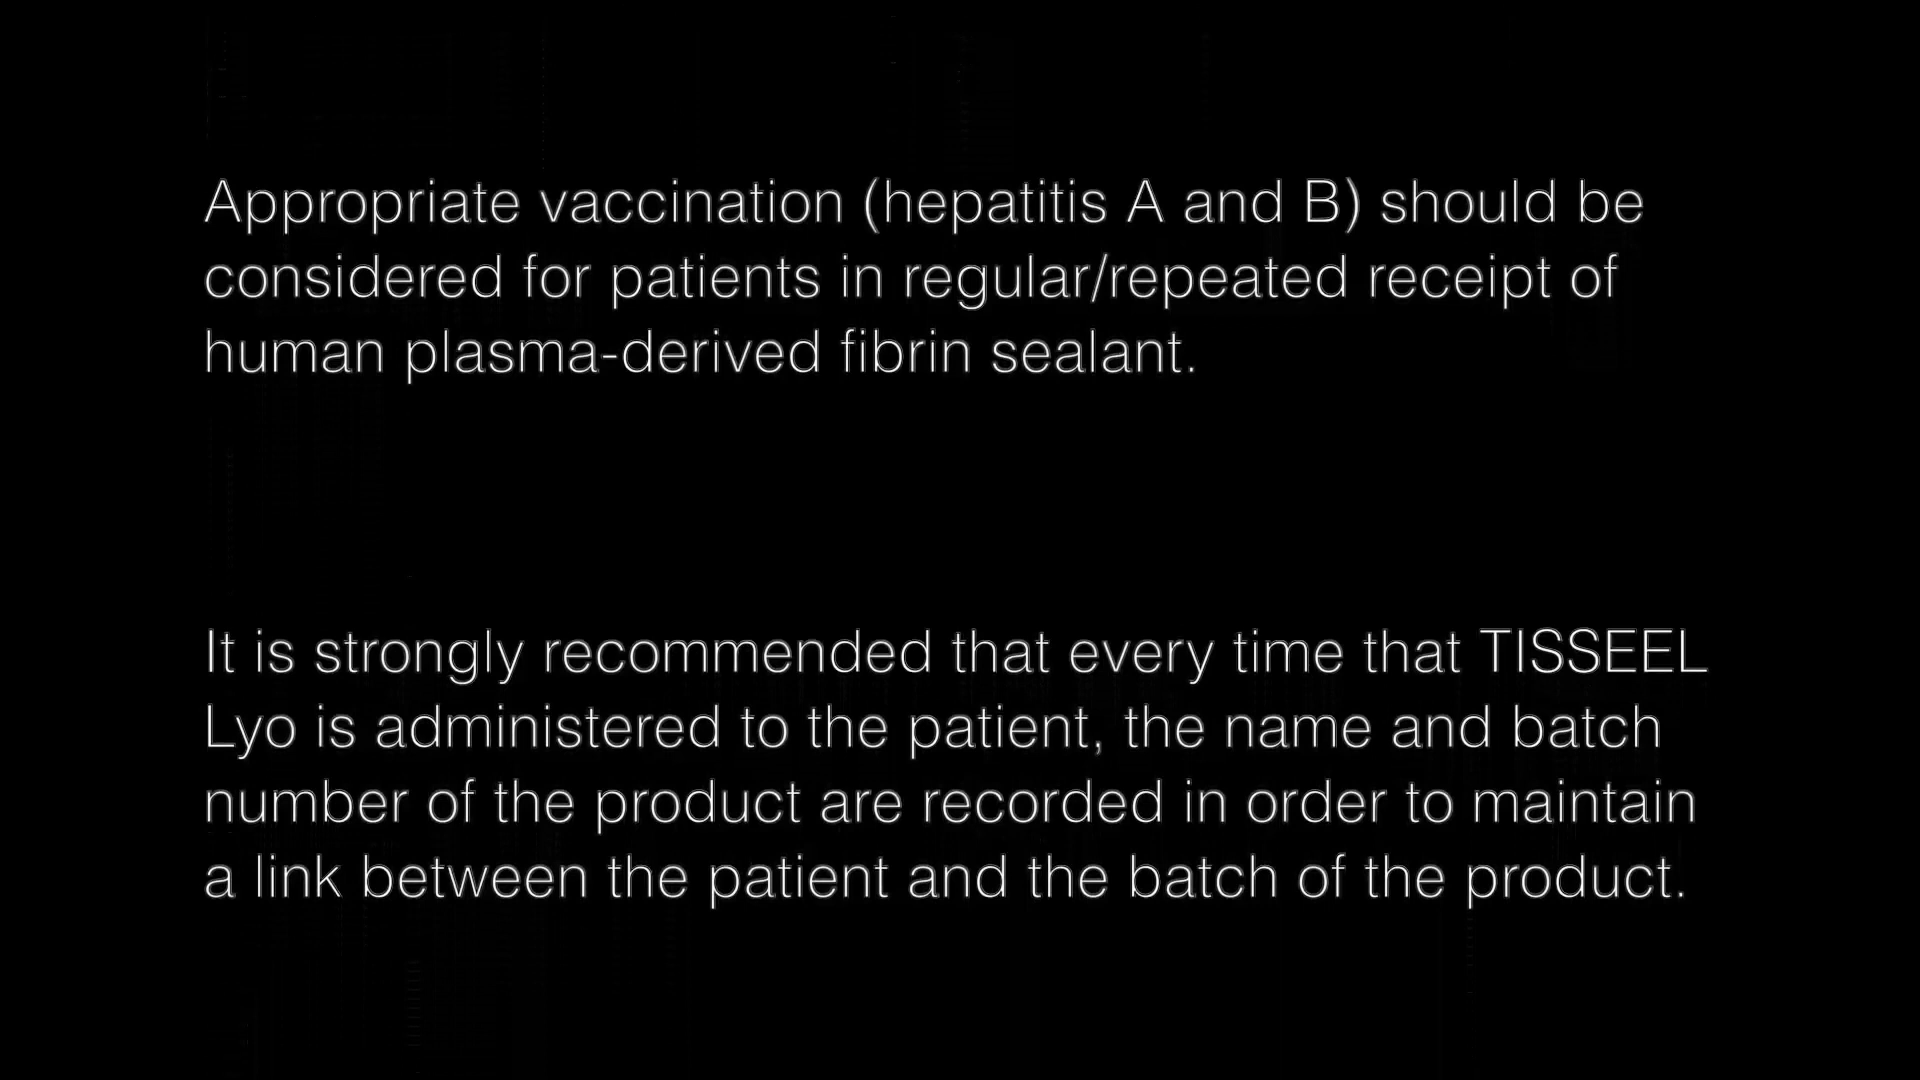 Appropriate vaccination (hepatitis A and B) should be
considered for patients in regular/repeated receipt of
human plasma-derived fibrin sealant.
It is strongly recommended that every time that TISSEEL
Lyo is administered to the patient, the name and batch
number of the product are recorded in order to maintain
a link between the patient and the batch of the product.